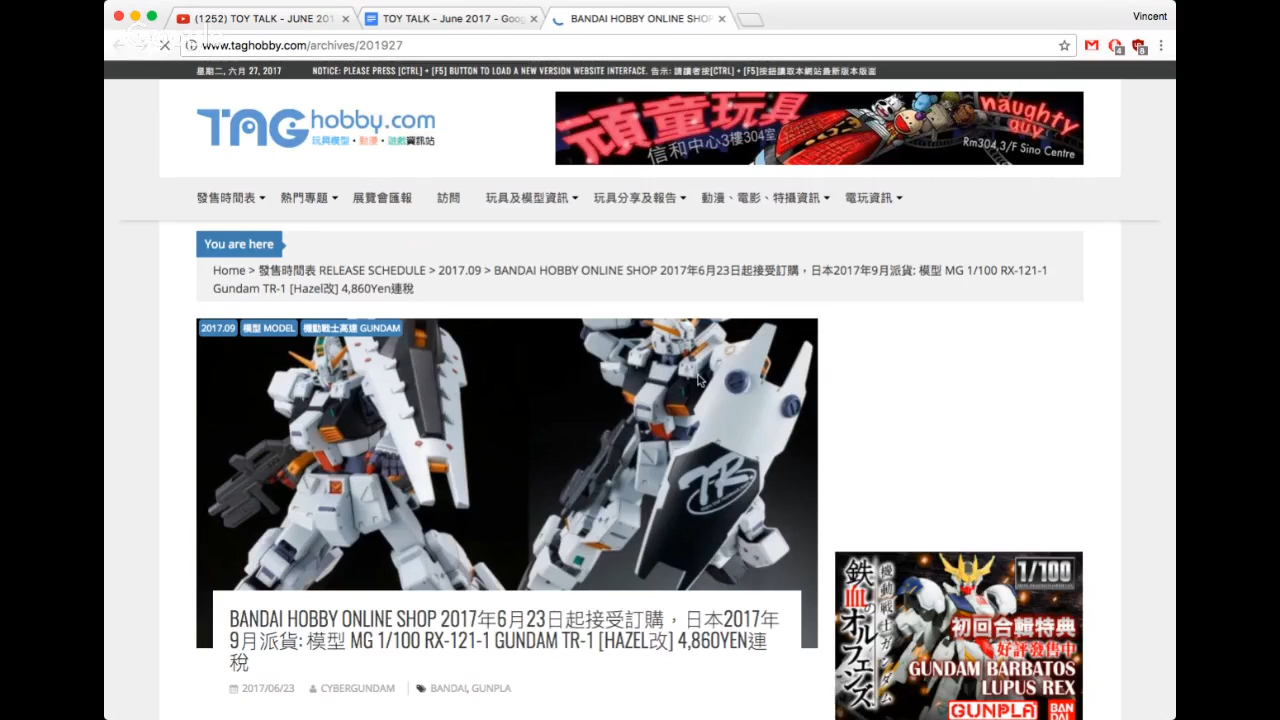 (1252) TOY TALK - JUNE 201
TOY TALK - June 2017 - Goog
BANDAI HOBBY ONLINE SHOP
Vincent
www.taghobby.com/archives/201927
4
8
星期二, 六月 27, 2017
NOTICE: PLEASE PRESS [CTRL] + [F5] BUTTON TO LOAD A NEW VERSION WEBSITE INTERFACE. 告示: 請讀者按[CTRL] + [F5]按鈕讀取本網站最新版本版面
TAG hobby.com
玩具模型・動漫・遊戲資訊站
頑童玩具
信和中心3樓304室
naughty guy
Rm304,3/F Sino Centre
發售時間表
熱門專題
展覽會匯報
訪問
玩具及模型資訊
玩具分享及報告
動漫、電影、特攝資訊
電玩資訊
You are here
Home > 發售時間表 RELEASE SCHEDULE > 2017.09 > BANDAI HOBBY ONLINE SHOP 2017年6月23日起接受訂購，日本2017年9月派貨: 模型 MG 1/100 RX-121-1
Gundam TR-1 [Hazel改] 4,860Yen連稅
2017.09
模型 MODEL
機動戰士高達 GUNDAM
TR
BANDAI HOBBY ONLINE SHOP 2017年6月23日起接受訂購，日本2017年
9月派貨: 模型 MG 1/100 RX-121-1 GUNDAM TR-1 [HAZEL改] 4,860YEN連
稅
2017/06/23
CYBERGUNDAM
BANDAI, GUNPLA
機動戦士ガンダム
鉄血のオルフェンズ
1/100
初回合輯特典
好評發售中
GUNDAM BARBATOS
LUPUS REX
GUNPLA
BAN
DAI